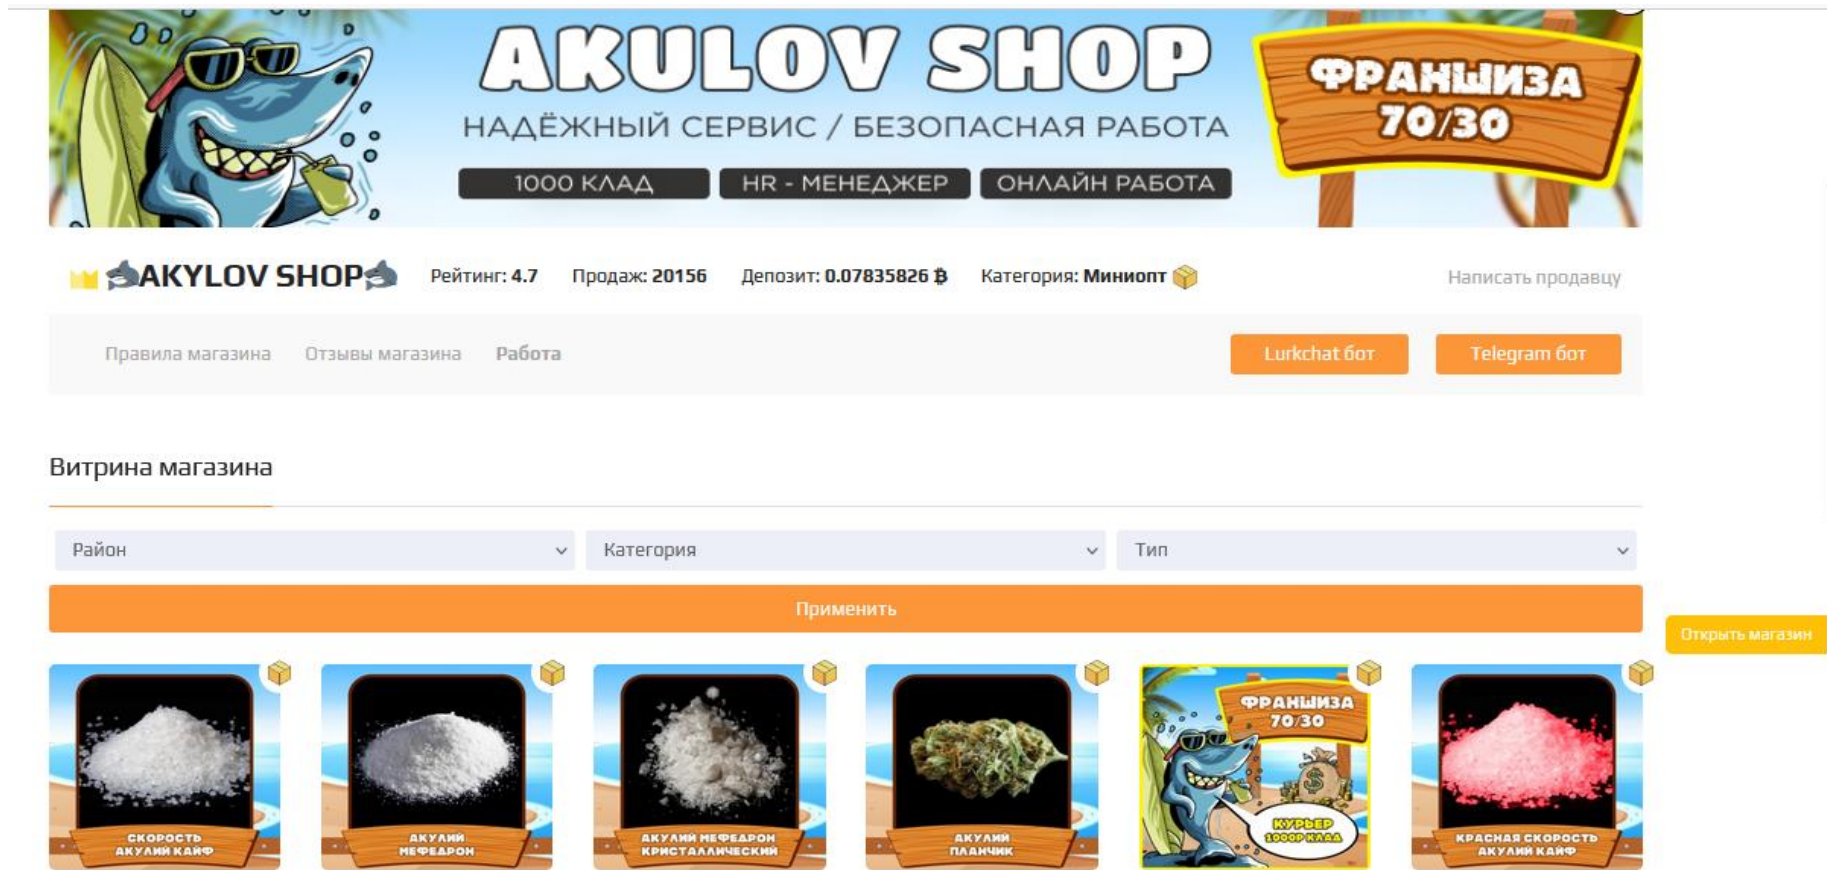 AKULOV SHOP
НАДЁЖНЫЙ СЕРВИС / БЕЗОПАСНАЯ РАБОТА
1000 КЛАД HR - МЕНЕДЖЕР ОНЛАЙН РАБОТА
ФРАНШИЗА
70/30
AKYLOV SHOP Рейтинг: 4.7 Продаж: 20156 Депозит: 0.07835826 ₿ Категория: Миниопт Написать продавцу
Правила магазина Отзывы магазина Работа Lurkchat бот Telegram бот
Витрина магазина
Район Категория Тип
Применить
Открыть магазин
СКОРОСТЬ
АКУЛИЙ КАЙФ
АКУЛИЙ
МЕФЕДРОН
АКУЛИЙ МЕФЕДРОН
КРИСТАЛЛИЧЕСКИЙ
АКУЛИЙ
ПЛАНЧИК
ФРАНШИЗА
70/30
$
КУРЬЕР
1000Р КЛАД
КРАСНАЯ СКОРОСТЬ
АКУЛИЙ КАЙФ